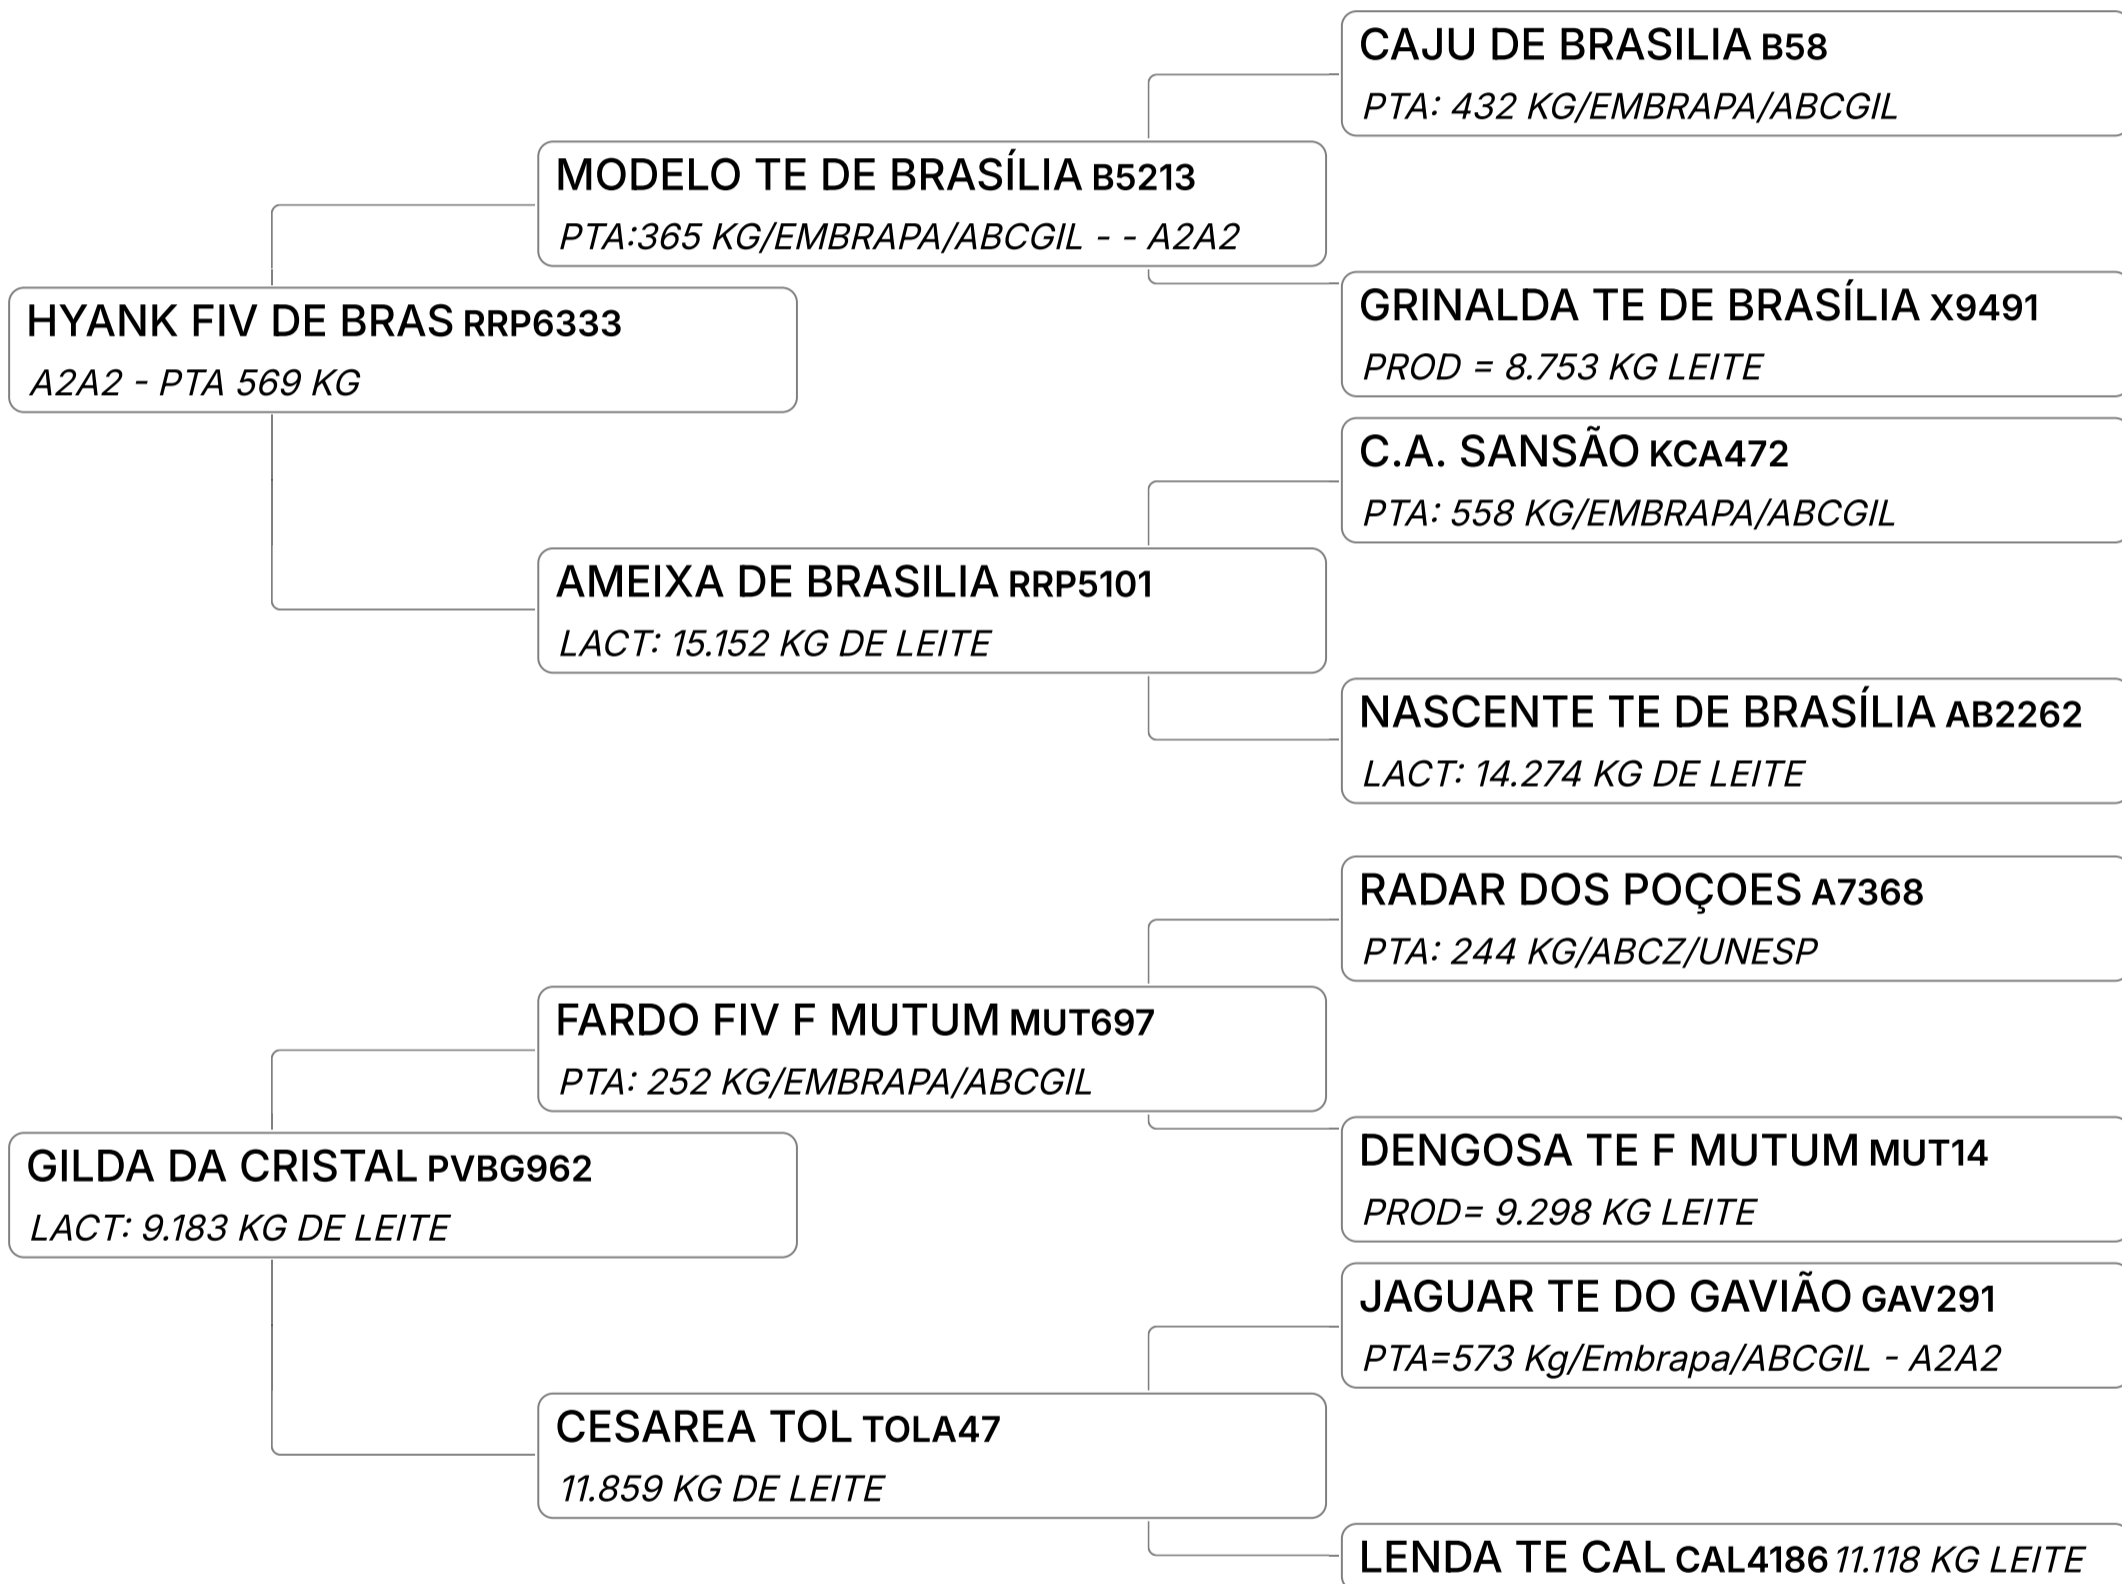 CAJU DE BRASILIA B58
PTA: 432 KG/EMBRAPA/ABCGIL
MODELO TE DE BRASÍLIA B5213
PTA:365 KG/EMBRAPA/ABCGIL - - A2A2
HYANK FIV DE BRAS RRP6333
A2A2 - PTA 569 KG
GRINALDA TE DE BRASÍLIA X9491
PROD = 8.753 KG LEITE
C.A. SANSÃO KCA472
PTA: 558 KG/EMBRAPA/ABCGIL
AMEIXA DE BRASILIA RRP5101
LACT: 15.152 KG DE LEITE
NASCENTE TE DE BRASÍLIA AB2262
LACT: 14.274 KG DE LEITE
RADAR DOS POÇOES A7368
PTA: 244 KG/ABCZ/UNESP
FARDO FIV F MUTUM MUT697
PTA: 252 KG/EMBRAPA/ABCGIL
GILDA DA CRISTAL PVBG962
LACT: 9.183 KG DE LEITE
DENGOSA TE F MUTUM MUT14
PROD= 9.298 KG LEITE
JAGUAR TE DO GAVIÃO GAV291
PTA=573 Kg/Embrapa/ABCGIL - A2A2
CESAREA TOL TOLA47
11.859 KG DE LEITE
LENDA TE CAL CAL4186 11.118 KG LEITE